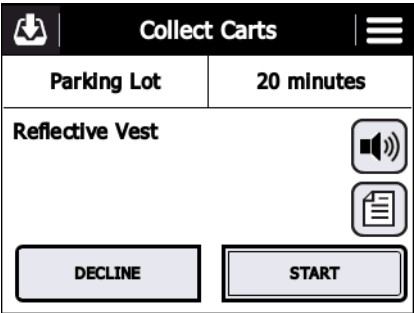 Collect Carts
Parking Lot
20 minutes
Reflective Vest
DECLINE
START